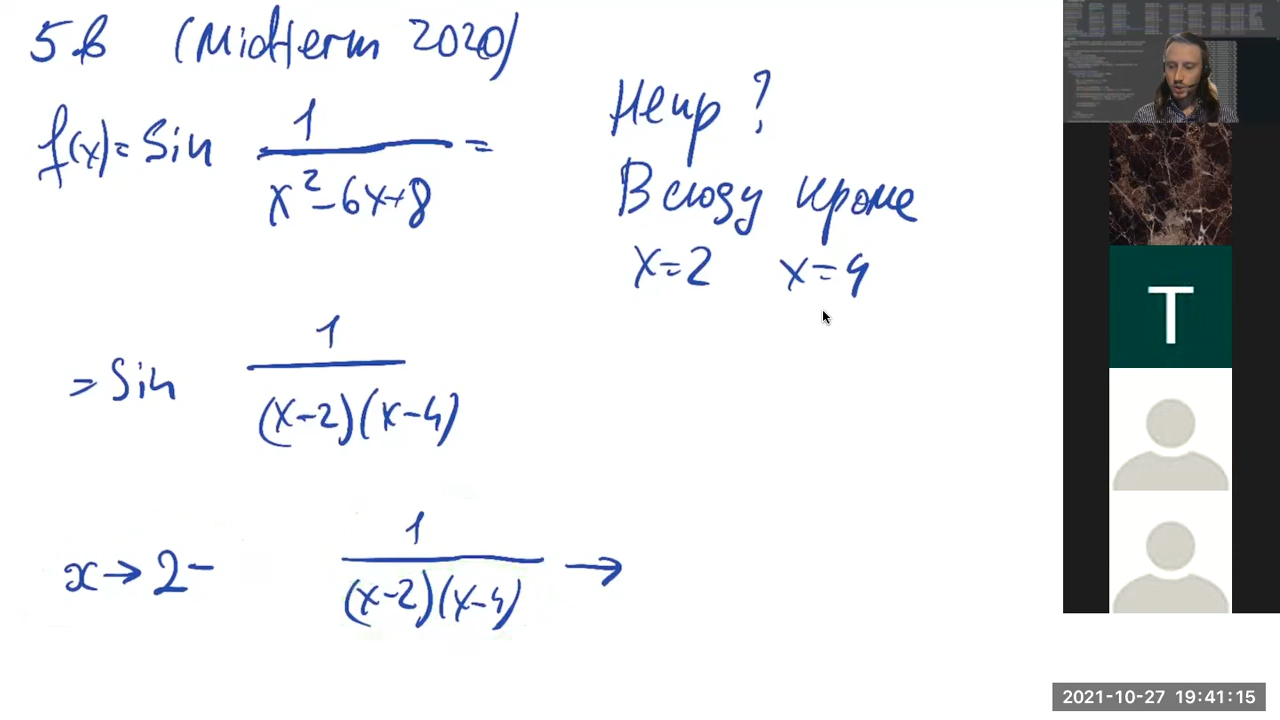 5в (Midterm 2020)
f(x)= Sin 1/(x²-6x+8) =
Непр?
Всюду кроме
x=2 x=4
= Sin 1/((x-2)(x-4))
x→2- 1/((x-2)(x-4)) →
T
2021-10-27 19:41:15